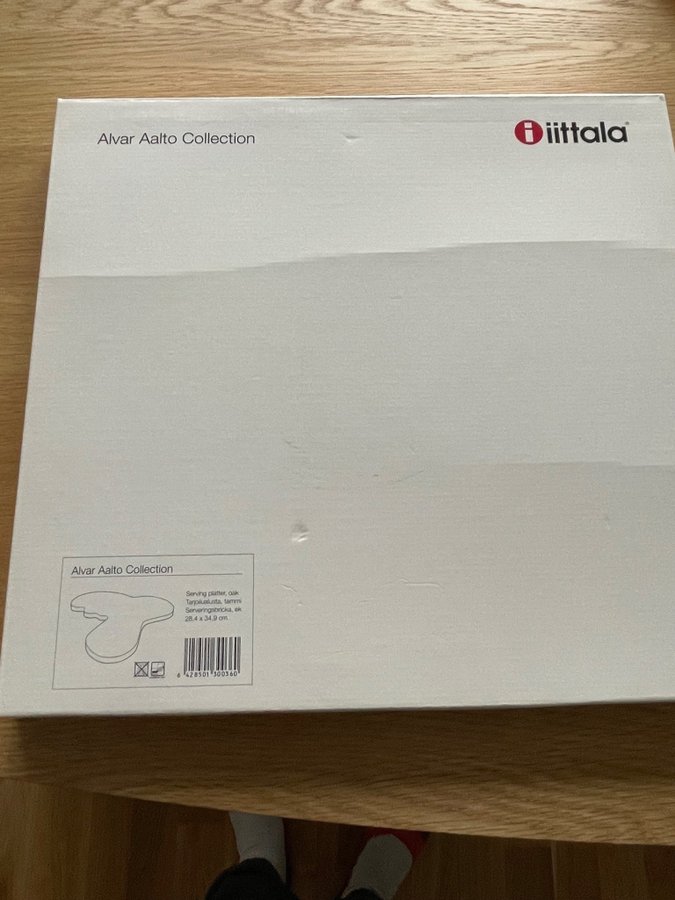 Alvar Aalto Collection
iittala
Alvar Aalto Collection
Serving platter, oak
Tarjoilualusta, tammi
Serveringsbricka, ek
28,4 x 34,9 cm
6 428501 300360